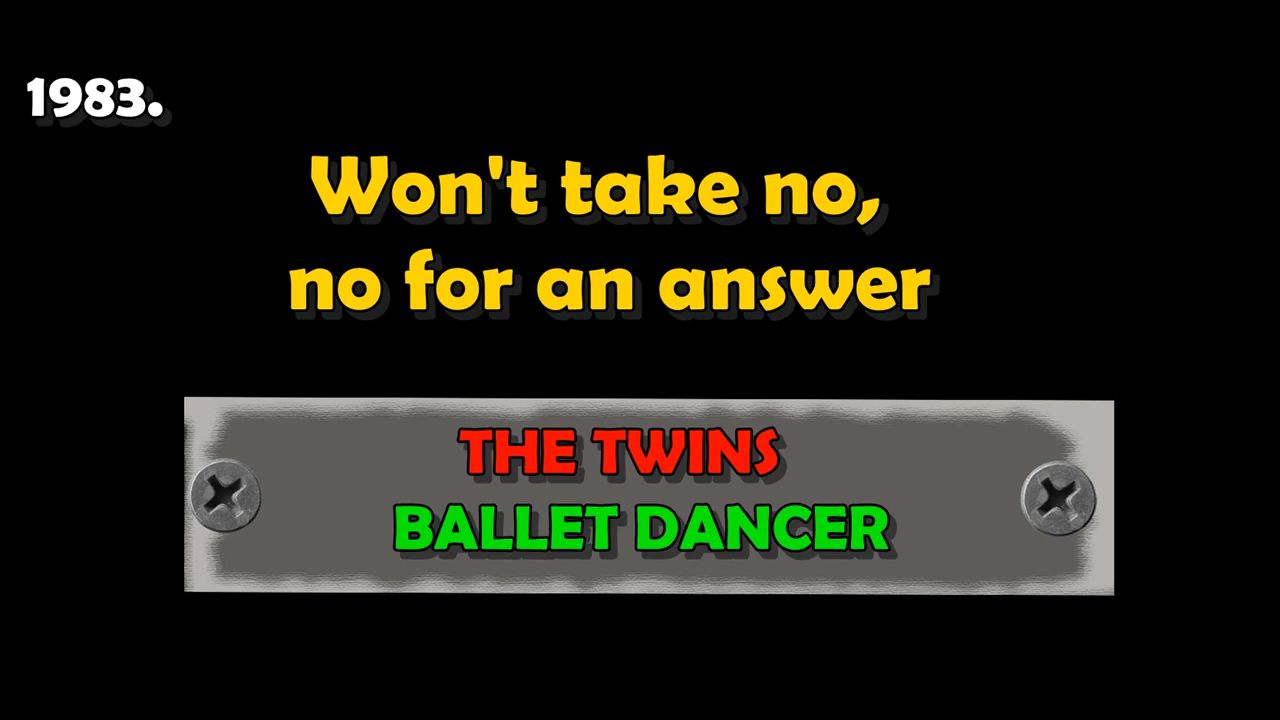 1983.
Won't take no,
no for an answer
THE TWINS
BALLET DANCER